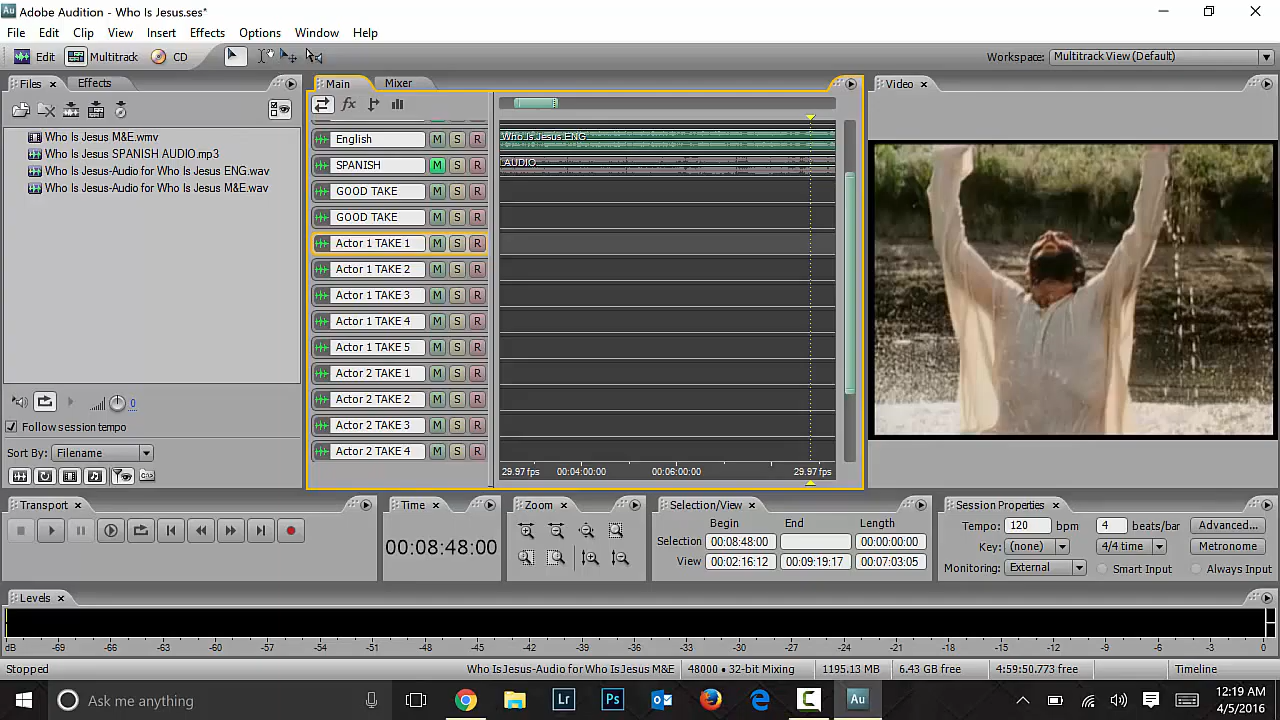 Au Adobe Audition - Who Is Jesus.ses*
File Edit Clip View Insert Effects Options Window Help
Edit Multitrack CD Workspace: Multitrack View (Default)
Files Effects Main Mixer Video
Who Is Jesus M&E.wmv
Who Is Jesus SPANISH AUDIO.mp3
Who Is Jesus-Audio for Who Is Jesus ENG.wav
Who Is Jesus-Audio for Who Is Jesus M&E.wav
0
Follow session tempo
Sort By: Filename
fx
English Who Is Jesus ENG
SPANISH M S R AUDIO
GOOD TAKE M S R
GOOD TAKE M S R
Actor 1 TAKE 1 M S R
Actor 1 TAKE 2 M S R
Actor 1 TAKE 3 M S R
Actor 1 TAKE 4 M S R
Actor 1 TAKE 5 M S R
Actor 2 TAKE 1 M S R
Actor 2 TAKE 2 M S R
Actor 2 TAKE 3 M S R
Actor 2 TAKE 4 M S R
29.97 fps 00:04:00:00 00:06:00:00 29.97 fps
Transport Time Zoom Selection/View Session Properties
00:08:48:00
Begin End Length
Selection 00:08:48:00 00:00:00:00
View 00:02:16:12 00:09:19:17 00:07:03:05
Tempo: 120 bpm 4 beats/bar Advanced...
Key: (none) 4/4 time Metronome
Monitoring: External Smart Input Always Input
Levels
dB -69 -66 -63 -60 -57 -54 -51 -48 -45 -42 -39 -36 -33 -30 -27 -24 -21 -18 -15 -12 -9 -6 -3 0
Stopped Who Is Jesus-Audio for Who Is Jesus M&E 48000 • 32-bit Mixing 1195.13 MB 6.43 GB free 4:59:50.773 free Timeline
Ask me anything Lr Ps Au 12:19 AM
4/5/2016